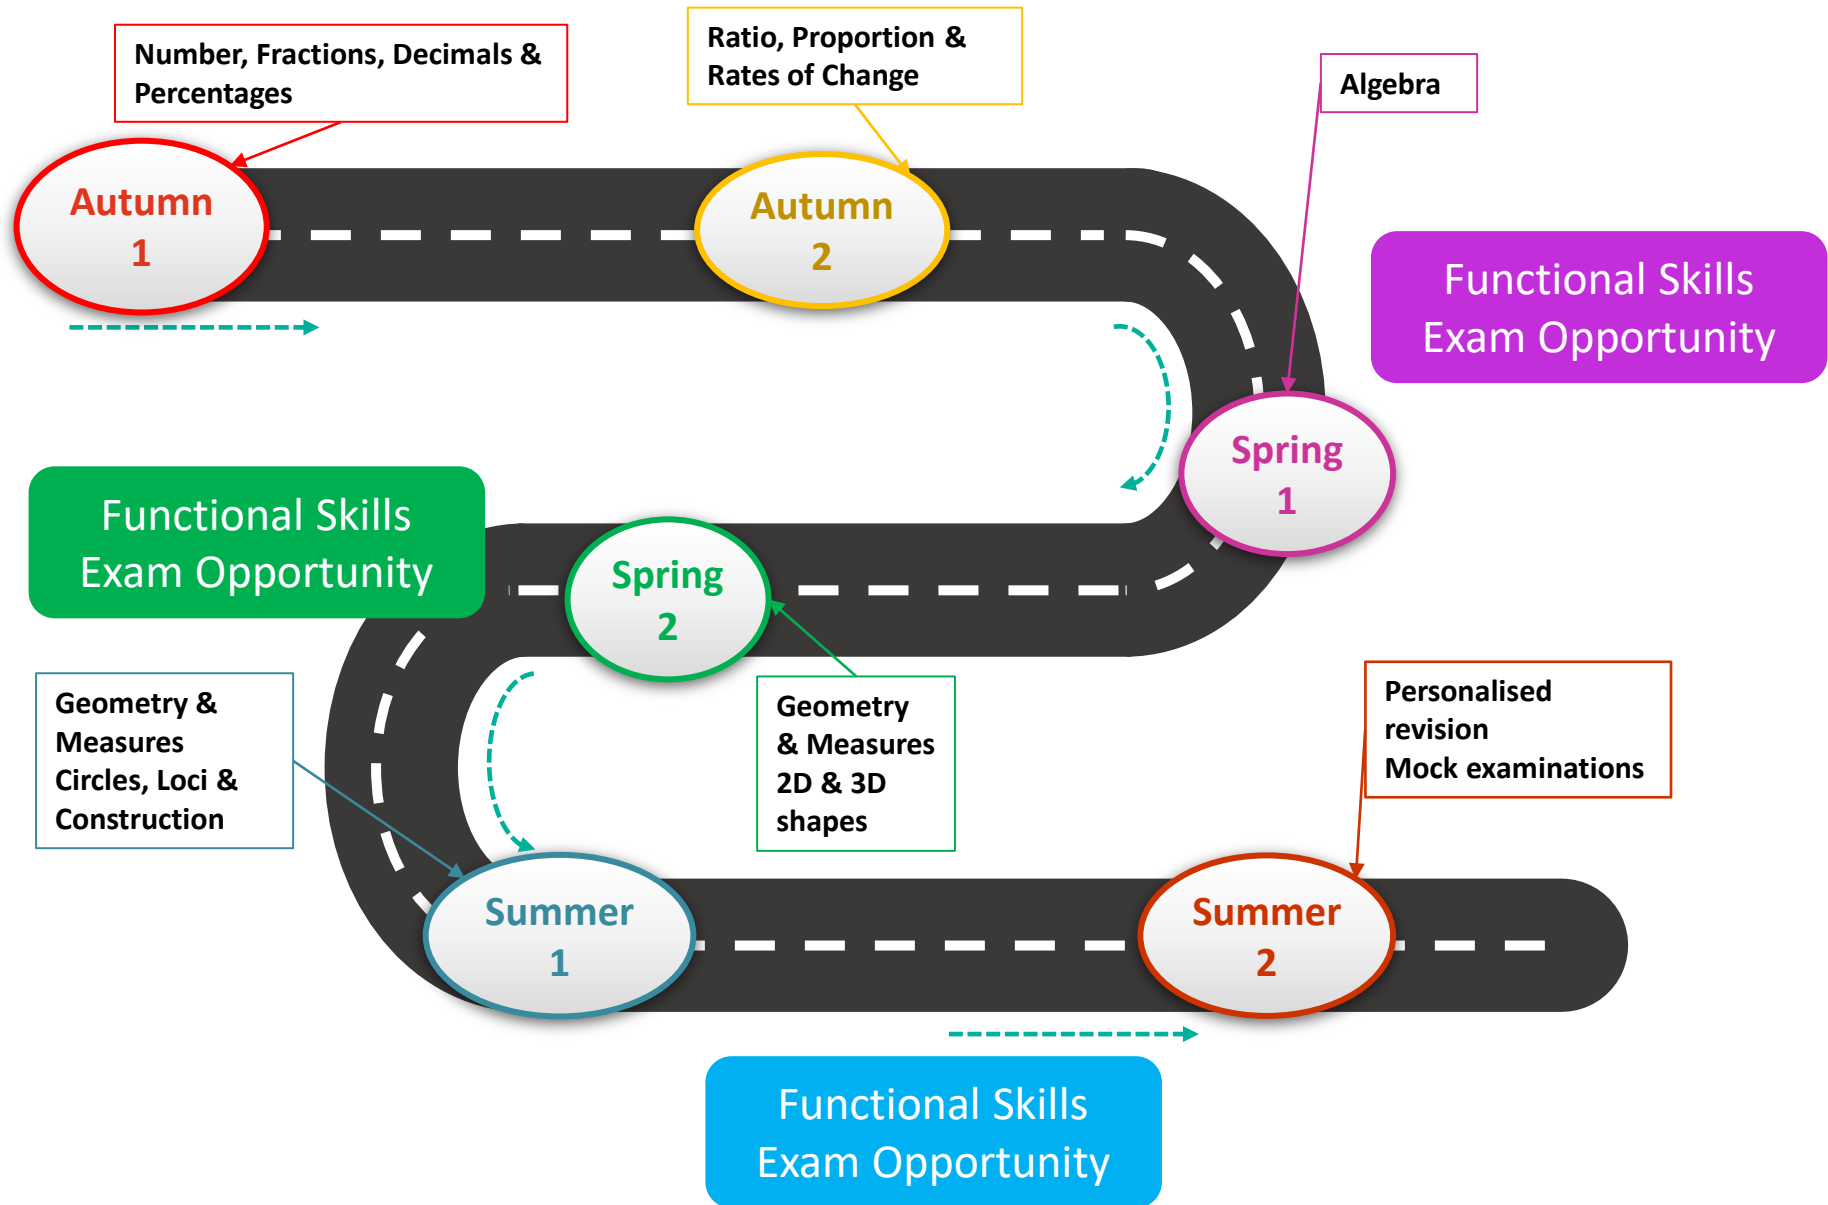 Number, Fractions, Decimals &
Percentages
Ratio, Proportion &
Rates of Change
Algebra
Autumn
1
Autumn
2
Functional Skills
Exam Opportunity
Spring
1
Functional Skills
Exam Opportunity
Spring
2
Geometry &
Measures
Circles, Loci &
Construction
Geometry
& Measures
2D & 3D
shapes
Personalised
revision
Mock examinations
Summer
1
Summer
2
Functional Skills
Exam Opportunity